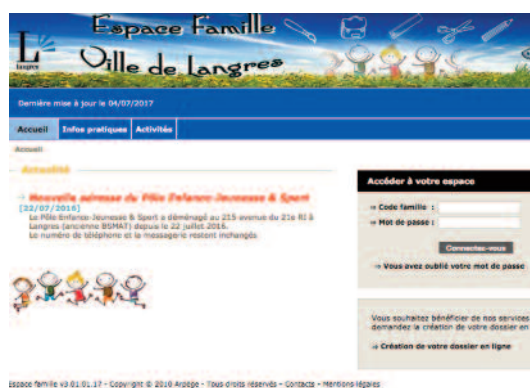 Espace Famille
Ville de Langres
L
langres
Dernière mise à jour le 04/07/2017
Accueil Infos pratiques Activités
Accueil
Actualité
Nouvelle adresse du Pôle Enfance-Jeunesse & Sport
[22/07/2016]
Le Pôle Enfance-Jeunesse & Sport a déménagé au 215 avenue du 21e RI à
Langres (ancienne BSMAT) depuis le 22 juillet 2016.
Le numéro de téléphone et la messagerie restent inchangés
Accéder à votre espace
Code famille :
Mot de passe :
Connectez-vous
Vous avez oublié votre mot de passe
Vous souhaitez bénéficier de nos services
demandez la création de votre dossier en
Création de votre dossier en ligne
Espace famille v3.01.01.17 - Copyright © 2010 Arpège - Tous droits réservés - Contacts - Mentions légales